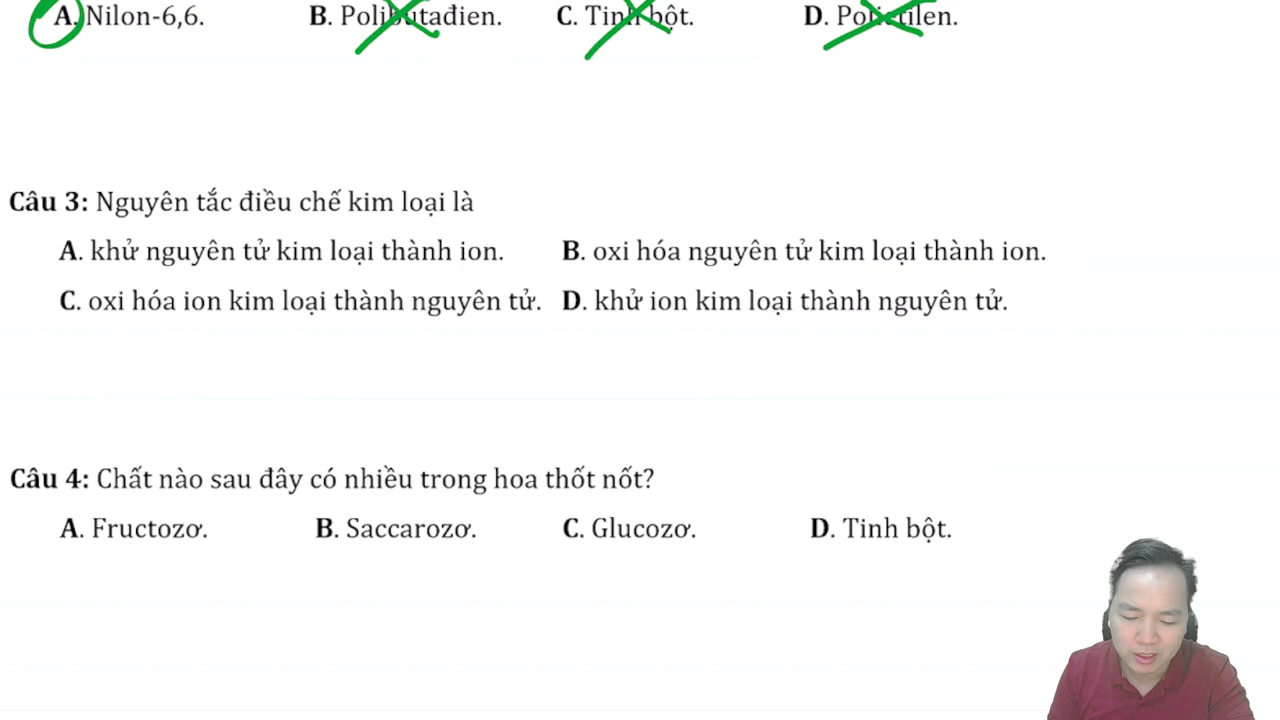 A. Nilon-6,6. B. Polibutađien. C. Tinh bột. D. Polietilen.
Câu 3: Nguyên tắc điều chế kim loại là
A. khử nguyên tử kim loại thành ion. B. oxi hóa nguyên tử kim loại thành ion.
C. oxi hóa ion kim loại thành nguyên tử. D. khử ion kim loại thành nguyên tử.
Câu 4: Chất nào sau đây có nhiều trong hoa thốt nốt?
A. Fructozơ. B. Saccarozơ. C. Glucozơ. D. Tinh bột.